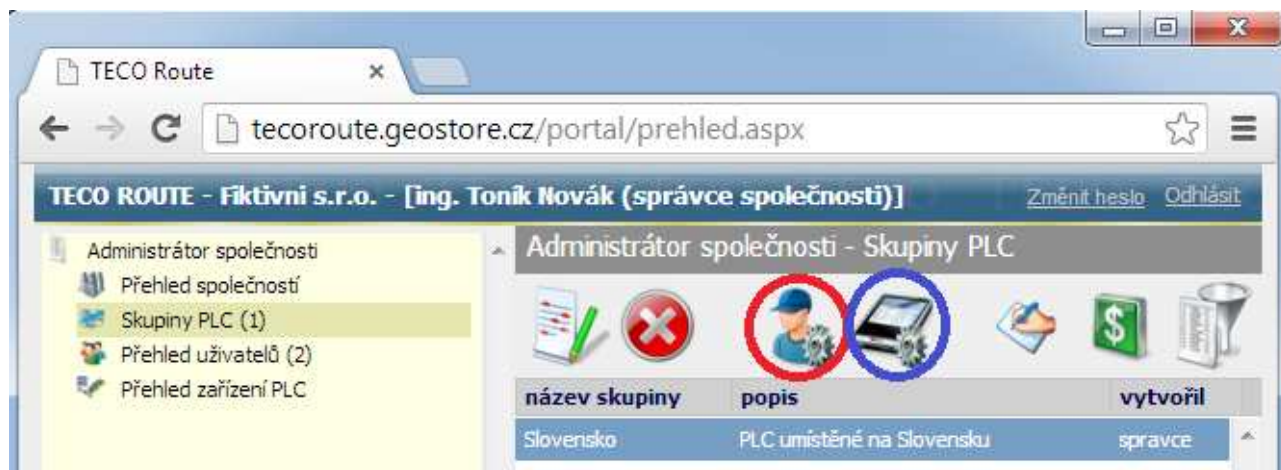 TECO Route
tecoroute.geostore.cz/portal/prehled.aspx
TECO ROUTE - Fiktivni s.r.o. - [ing. Toník Novák (správce společnosti)] Změnit heslo Odhlásit
Administrátor společnosti
Přehled společností
Skupiny PLC (1)
Přehled uživatelů (2)
Přehled zařízení PLC
Administrátor společnosti - Skupiny PLC
název skupiny popis vytvořil
Slovensko PLC umístěné na Slovensku spravce